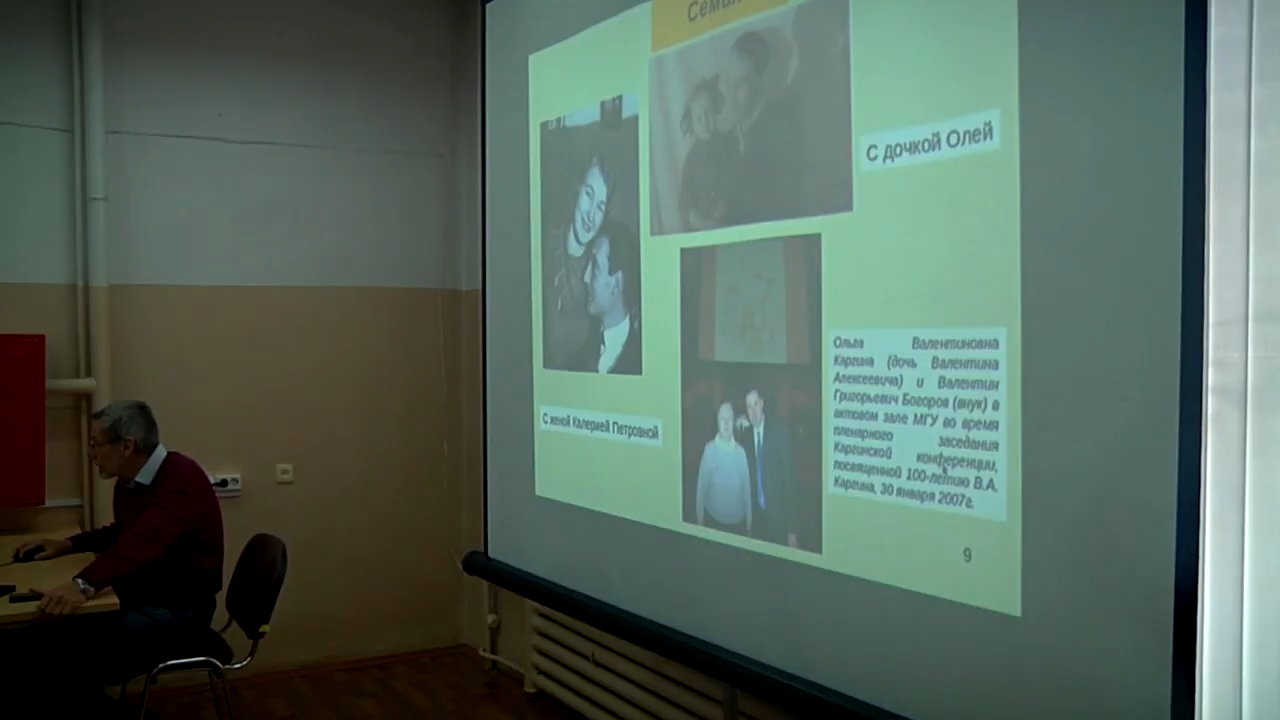 С дочкой Олей
С женой Калерией Петровной
Ольга Валентиновна
Каргина (дочь Валентина
Алексеевича) и Валентин
Григорьевич Богоров (внук) в
актовом зале МГУ во время
пленарного заседания
Каргинской конференции,
посвященной 100-летию В.А.
Каргина, 30 января 2007г.
9